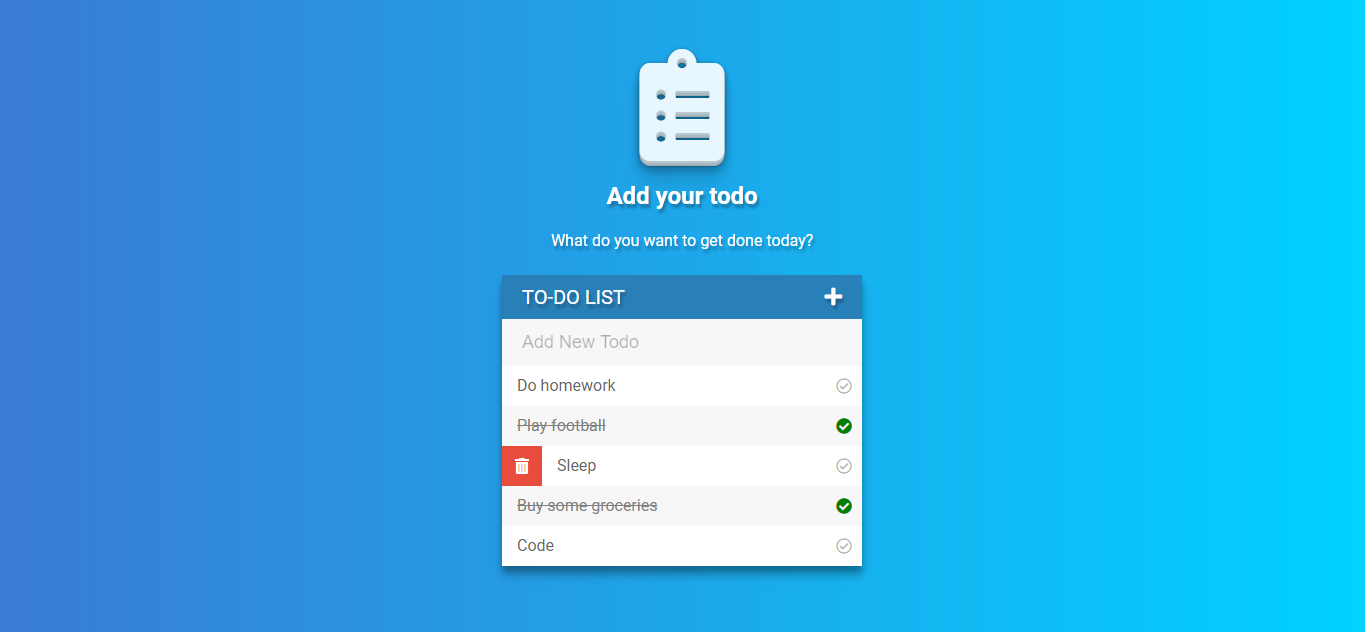 Add your todo
What do you want to get done today?
TO-DO LIST
Add New Todo
Do homework
Play football
Sleep
Buy some groceries
Code